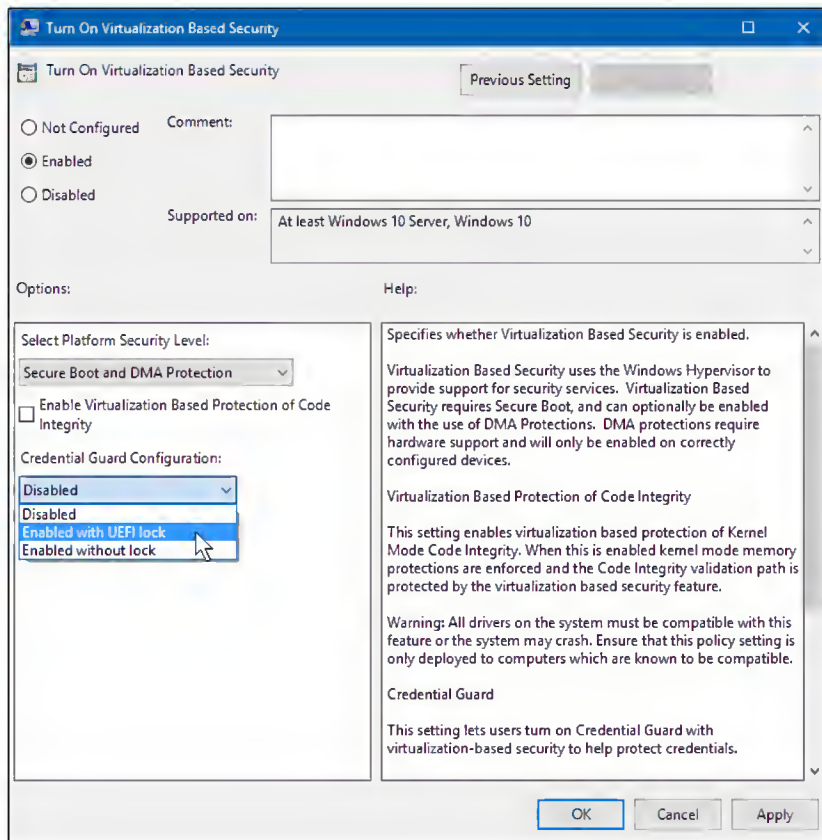 Turn On Virtualization Based Security
Turn On Virtualization Based Security
Previous Setting
Not Configured
Comment:
Enabled
Disabled
Supported on:
At least Windows 10 Server, Windows 10
Options:
Help:
Select Platform Security Level:
Secure Boot and DMA Protection
Enable Virtualization Based Protection of Code
Integrity
Credential Guard Configuration:
Disabled
Disabled
Enabled with UEFI lock
Enabled without lock
Specifies whether Virtualization Based Security is enabled.
Virtualization Based Security uses the Windows Hypervisor to
provide support for security services. Virtualization Based
Security requires Secure Boot, and can optionally be enabled
with the use of DMA Protections. DMA protections require
hardware support and will only be enabled on correctly
configured devices.
Virtualization Based Protection of Code Integrity
This setting enables virtualization based protection of Kernel
Mode Code Integrity. When this is enabled kernel mode memory
protections are enforced and the Code Integrity validation path is
protected by the virtualization based security feature.
Warning: All drivers on the system must be compatible with this
feature or the system may crash. Ensure that this policy setting is
only deployed to computers which are known to be compatible.
Credential Guard
This setting lets users turn on Credential Guard with
virtualization-based security to help protect credentials.
OK
Cancel
Apply